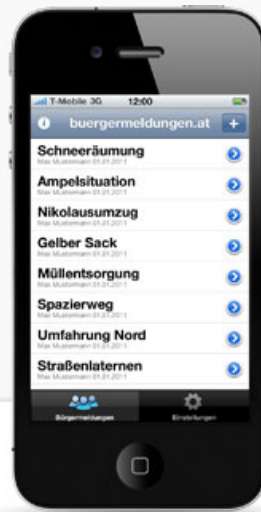 T-Mobile 3G 12:00
buergermeldungen.at +
Schneeräumung
Max Mustermann 01.01.2011
Ampelsituation
Max Mustermann 01.01.2011
Nikolausumzug
Max Mustermann 01.01.2011
Gelber Sack
Max Mustermann 01.01.2011
Müllentsorgung
Max Mustermann 01.01.2011
Spazierweg
Max Mustermann 01.01.2011
Umfahrung Nord
Max Mustermann 01.01.2011
Straßenlaternen
Max Mustermann 01.01.2011
Bürgermeldungen Einstellungen